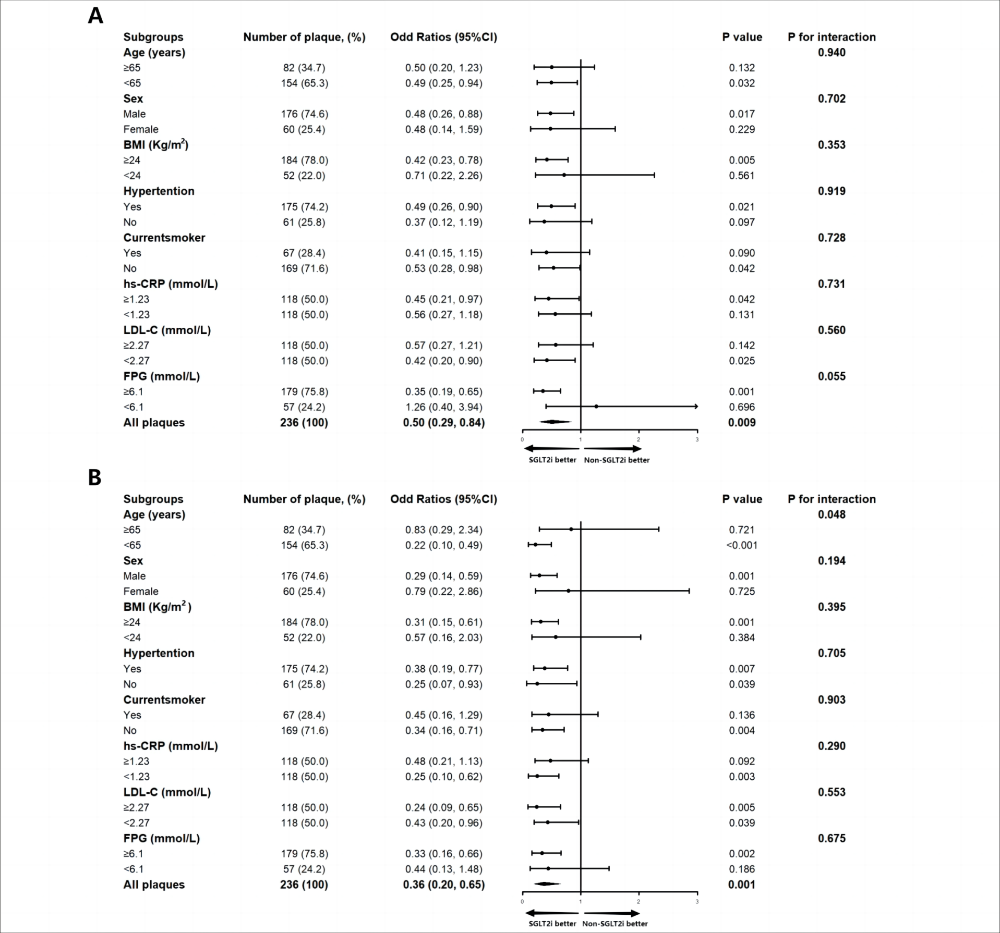 A
Subgroups Number of plaque, (%) Odd Ratios (95%CI) P value P for interaction
Age (years) 0.940
≥65 82 (34.7) 0.50 (0.20, 1.23) 0.132
<65 154 (65.3) 0.49 (0.25, 0.94) 0.032
Sex 0.702
Male 176 (74.6) 0.48 (0.26, 0.88) 0.017
Female 60 (25.4) 0.48 (0.14, 1.59) 0.229
BMI (Kg/m²) 0.353
≥24 184 (78.0) 0.42 (0.23, 0.78) 0.005
<24 52 (22.0) 0.71 (0.22, 2.26) 0.561
Hypertention 0.919
Yes 175 (74.2) 0.49 (0.26, 0.90) 0.021
No 61 (25.8) 0.37 (0.12, 1.19) 0.097
Currentsmoker 0.728
Yes 67 (28.4) 0.41 (0.15, 1.15) 0.090
No 169 (71.6) 0.53 (0.28, 0.98) 0.042
hs-CRP (mmol/L) 0.731
≥1.23 118 (50.0) 0.45 (0.21, 0.97) 0.042
<1.23 118 (50.0) 0.56 (0.27, 1.18) 0.131
LDL-C (mmol/L) 0.560
≥2.27 118 (50.0) 0.57 (0.27, 1.21) 0.142
<2.27 118 (50.0) 0.42 (0.20, 0.90) 0.025
FPG (mmol/L) 0.055
≥6.1 179 (75.8) 0.35 (0.19, 0.65) 0.001
<6.1 57 (24.2) 1.26 (0.40, 3.94) 0.696
All plaques 236 (100) 0.50 (0.29, 0.84) 0.009
0 1 2 3
SGLT2i better Non-SGLT2i better
B
Subgroups Number of plaque, (%) Odd Ratios (95%CI) P value P for interaction
Age (years) 0.048
≥65 82 (34.7) 0.83 (0.29, 2.34) 0.721
<65 154 (65.3) 0.22 (0.10, 0.49) <0.001
Sex 0.194
Male 176 (74.6) 0.29 (0.14, 0.59) 0.001
Female 60 (25.4) 0.79 (0.22, 2.86) 0.725
BMI (Kg/m²) 0.395
≥24 184 (78.0) 0.31 (0.15, 0.61) 0.001
<24 52 (22.0) 0.57 (0.16, 2.03) 0.384
Hypertention 0.705
Yes 175 (74.2) 0.38 (0.19, 0.77) 0.007
No 61 (25.8) 0.25 (0.07, 0.93) 0.039
Currentsmoker 0.903
Yes 67 (28.4) 0.45 (0.16, 1.29) 0.136
No 169 (71.6) 0.34 (0.16, 0.71) 0.004
hs-CRP (mmol/L) 0.290
≥1.23 118 (50.0) 0.48 (0.21, 1.13) 0.092
<1.23 118 (50.0) 0.25 (0.10, 0.62) 0.003
LDL-C (mmol/L) 0.553
≥2.27 118 (50.0) 0.24 (0.09, 0.65) 0.005
<2.27 118 (50.0) 0.43 (0.20, 0.96) 0.039
FPG (mmol/L) 0.675
≥6.1 179 (75.8) 0.33 (0.16, 0.66) 0.002
<6.1 57 (24.2) 0.44 (0.13, 1.48) 0.186
All plaques 236 (100) 0.36 (0.20, 0.65) 0.001
0 1 2 3
SGLT2i better Non-SGLT2i better